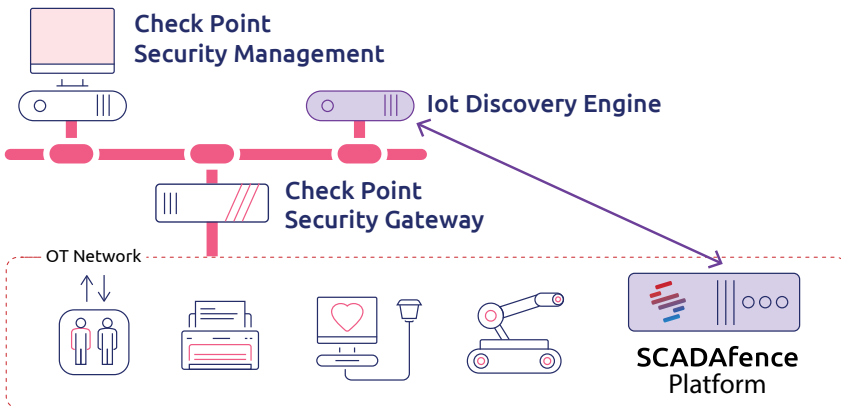 Check Point
Security Management
Iot Discovery Engine
Check Point
Security Gateway
OT Network
SCADAfence
Platform